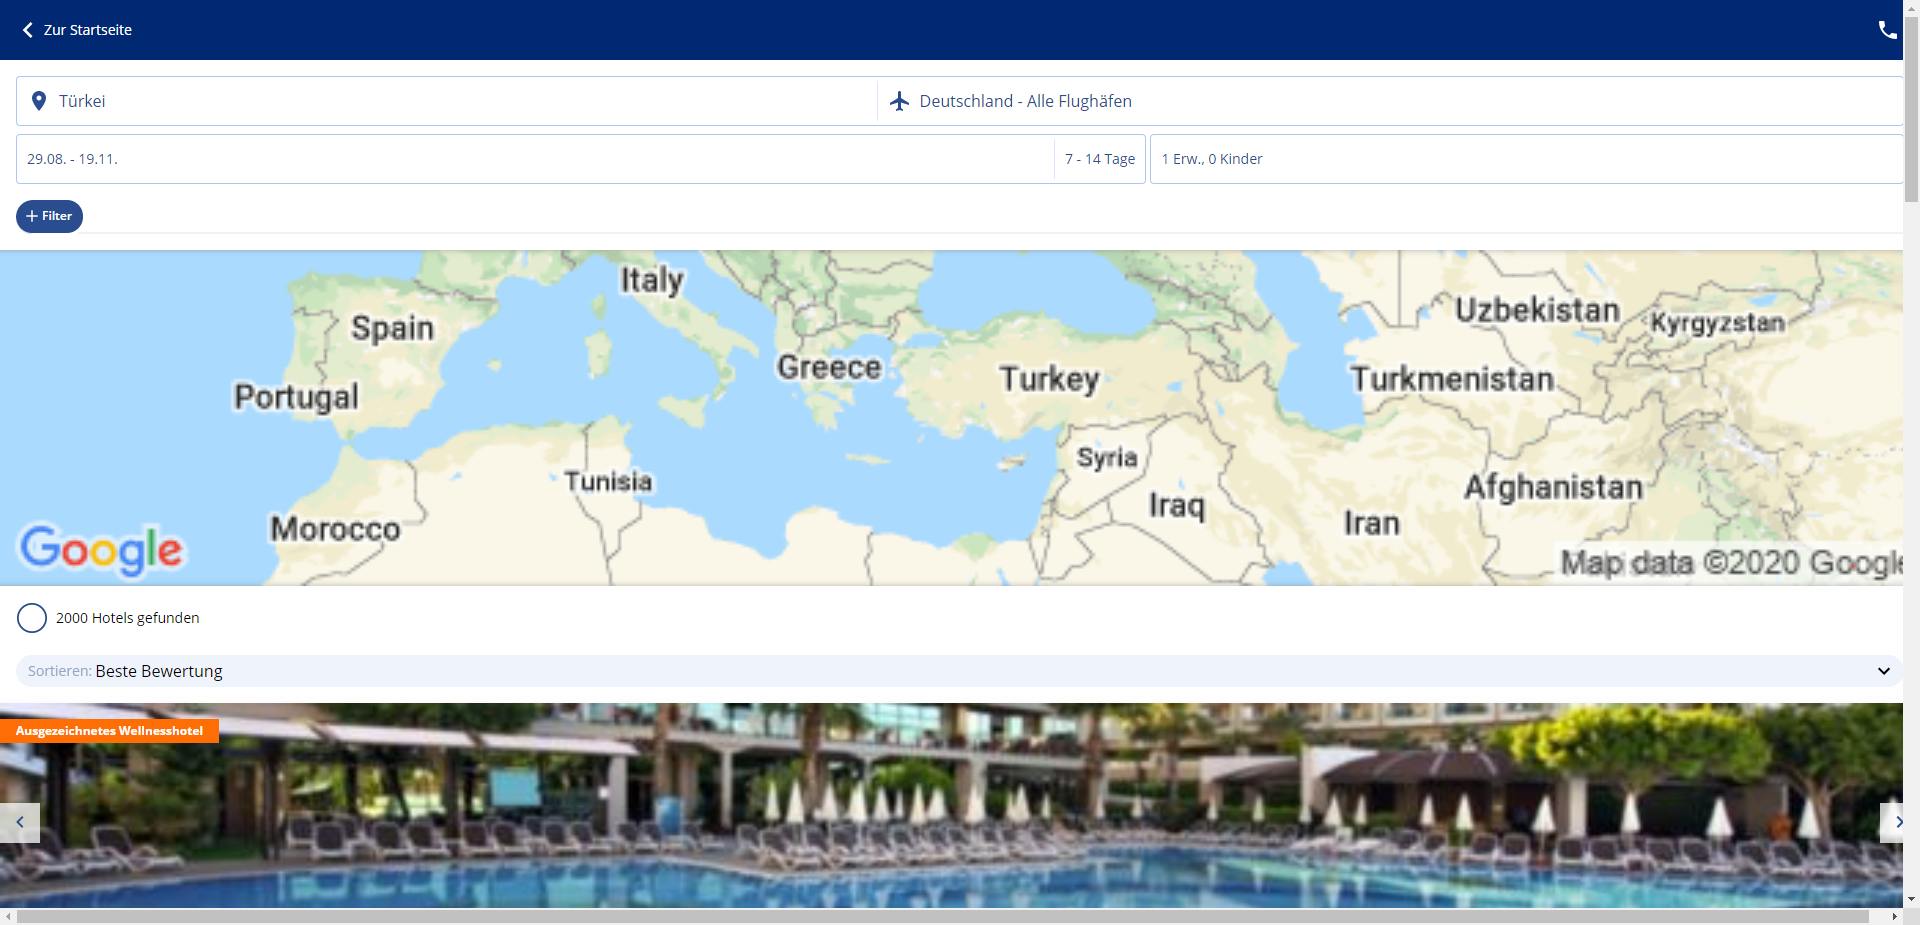 Zur Startseite
Türkei
Deutschland - Alle Flughäfen
29.08. - 19.11.
7 - 14 Tage
1 Erw., 0 Kinder
Filter
Italy
Spain
Portugal
Greece
Turkey
Uzbekistan
Kyrgyzstan
Turkmenistan
Syria
Tunisia
Iraq
Afghanistan
Morocco
Iran
Google
Map data ©2020 Google
2000 Hotels gefunden
Sortieren: Beste Bewertung
Ausgezeichnetes Wellnesshotel